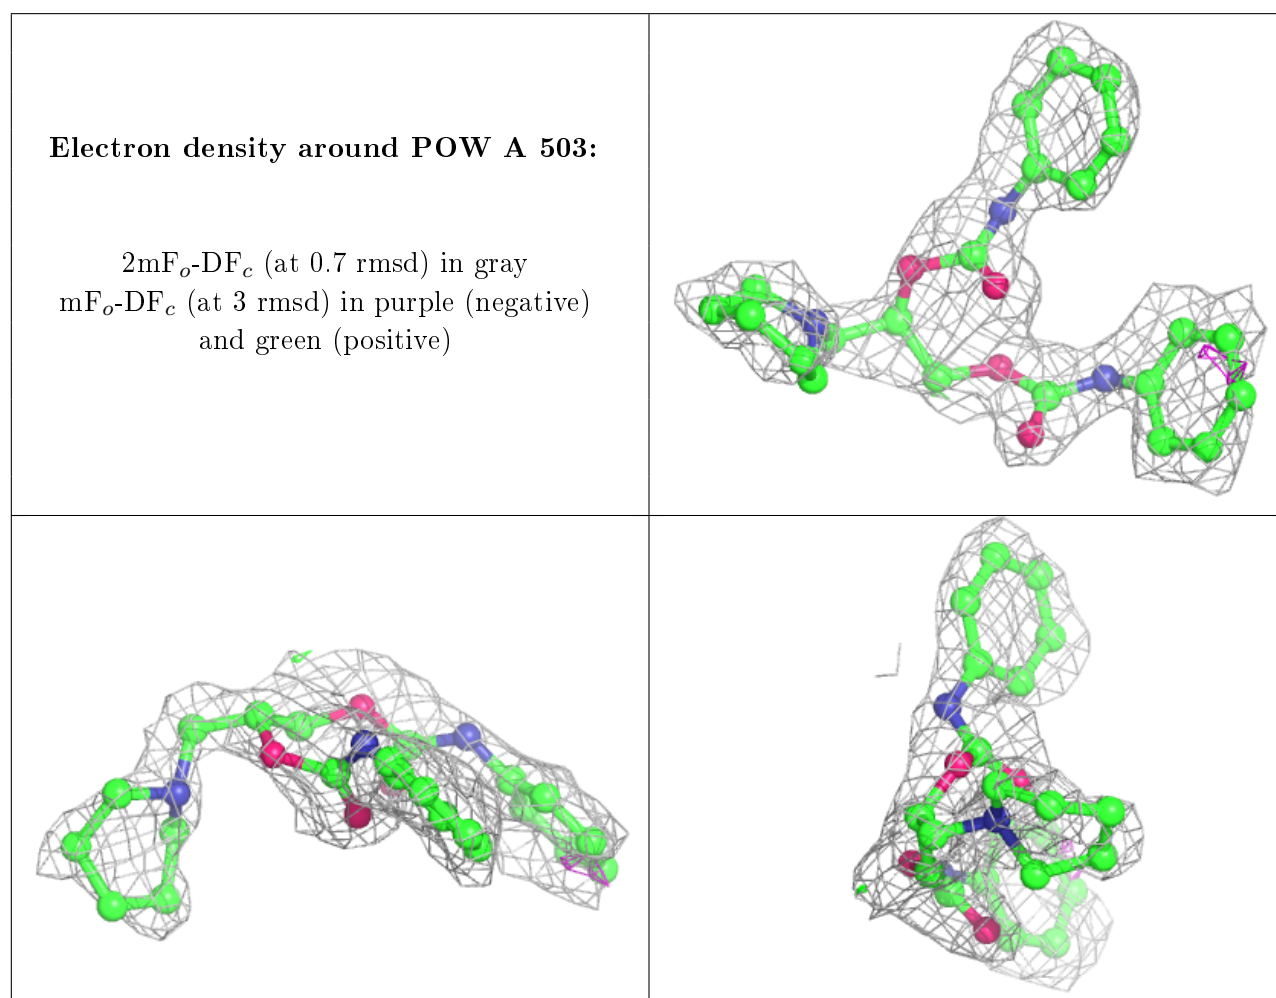 Electron density around POW A 503:
2mFo-DFc (at 0.7 rmsd) in gray
mFo-DFc (at 3 rmsd) in purple (negative)
and green (positive)